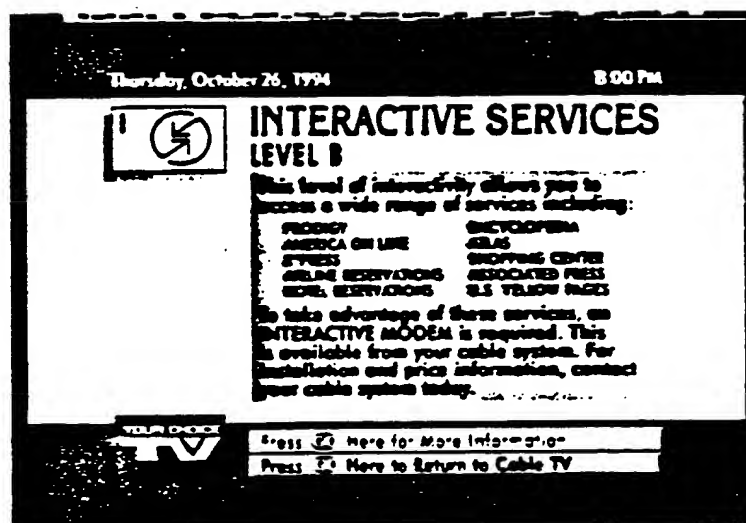 Thursday, October 26, 1994 8:00 PM
INTERACTIVE SERVICES
LEVEL B
This level of interactivity allows you to
access a wide range of services including:
PRODIGY ENCYCLOPEDIA
AMERICA ON LINE ATLAS
X*PRESS SHOPPING CENTER
AIRLINE RESERVATIONS ASSOCIATED PRESS
HOTEL RESERVATIONS U.S YELLOW PAGES
To take advantage of these services, an
INTERACTIVE MODEM is required. This
is available from your cable system. For
installation and price information, contact
your cable system today.
YOUR CHOICE
TV
Press Here for More Information
Press Here to Return to Cable TV